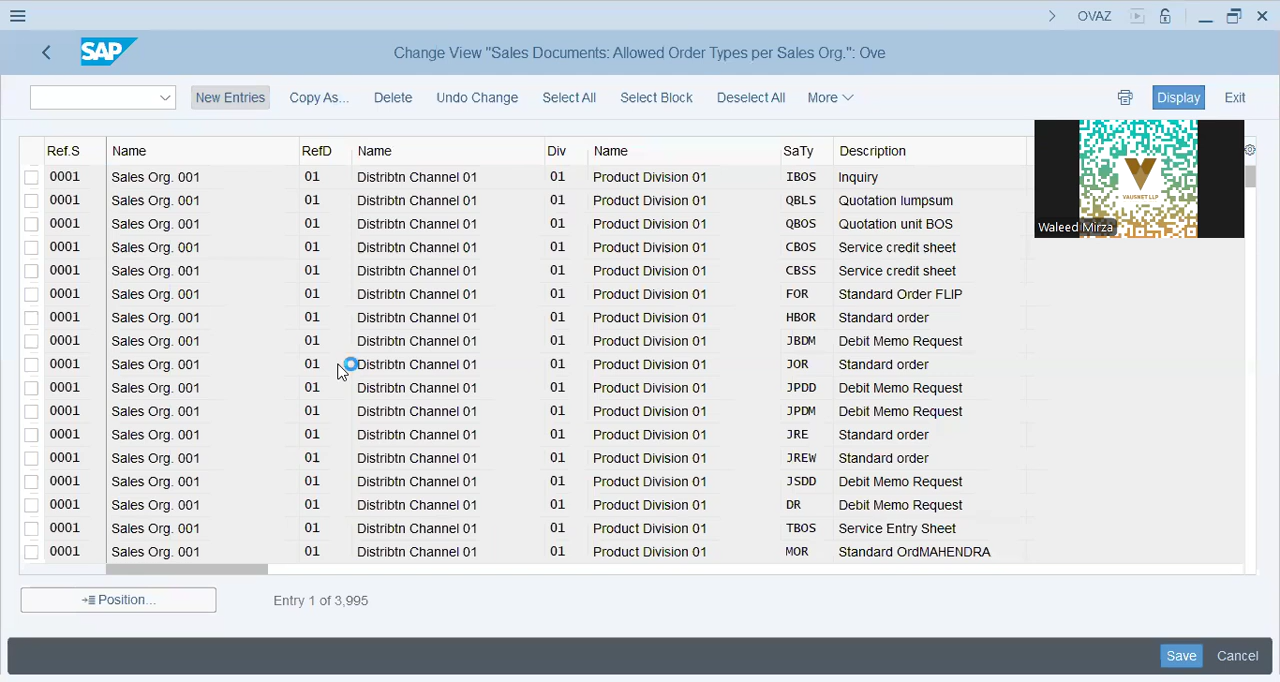 OVAZ
SAP
Change View "Sales Documents: Allowed Order Types per Sales Org.": Ove
New Entries Copy As... Delete Undo Change Select All Select Block Deselect All More Display Exit
Ref.S Name RefD Name Div Name SaTy Description
0001 Sales Org. 001 01 Distribtn Channel 01 01 Product Division 01 IBOS Inquiry
0001 Sales Org. 001 01 Distribtn Channel 01 01 Product Division 01 QBLS Quotation lumpsum
0001 Sales Org. 001 01 Distribtn Channel 01 01 Product Division 01 QBOS Quotation unit BOS
0001 Sales Org. 001 01 Distribtn Channel 01 01 Product Division 01 CBOS Service credit sheet
0001 Sales Org. 001 01 Distribtn Channel 01 01 Product Division 01 CBSS Service credit sheet
0001 Sales Org. 001 01 Distribtn Channel 01 01 Product Division 01 FOR Standard Order FLIP
0001 Sales Org. 001 01 Distribtn Channel 01 01 Product Division 01 HBOR Standard order
0001 Sales Org. 001 01 Distribtn Channel 01 01 Product Division 01 JBDM Debit Memo Request
0001 Sales Org. 001 01 Distribtn Channel 01 01 Product Division 01 JOR Standard order
0001 Sales Org. 001 01 Distribtn Channel 01 01 Product Division 01 JPDD Debit Memo Request
0001 Sales Org. 001 01 Distribtn Channel 01 01 Product Division 01 JPDM Debit Memo Request
0001 Sales Org. 001 01 Distribtn Channel 01 01 Product Division 01 JRE Standard order
0001 Sales Org. 001 01 Distribtn Channel 01 01 Product Division 01 JREW Standard order
0001 Sales Org. 001 01 Distribtn Channel 01 01 Product Division 01 JSDD Debit Memo Request
0001 Sales Org. 001 01 Distribtn Channel 01 01 Product Division 01 DR Debit Memo Request
0001 Sales Org. 001 01 Distribtn Channel 01 01 Product Division 01 TBOS Service Entry Sheet
0001 Sales Org. 001 01 Distribtn Channel 01 01 Product Division 01 MOR Standard OrdMAHENDRA
VAUSNET LLP
Waleed Mirza
Position... Entry 1 of 3,995
Save Cancel